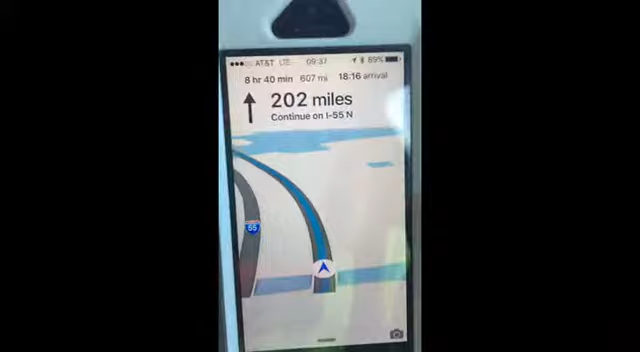 AT&T LTE 09:37 89%
8 hr 40 min 607 mi 18:16 arrival
202 miles
Continue on I-55 N
55